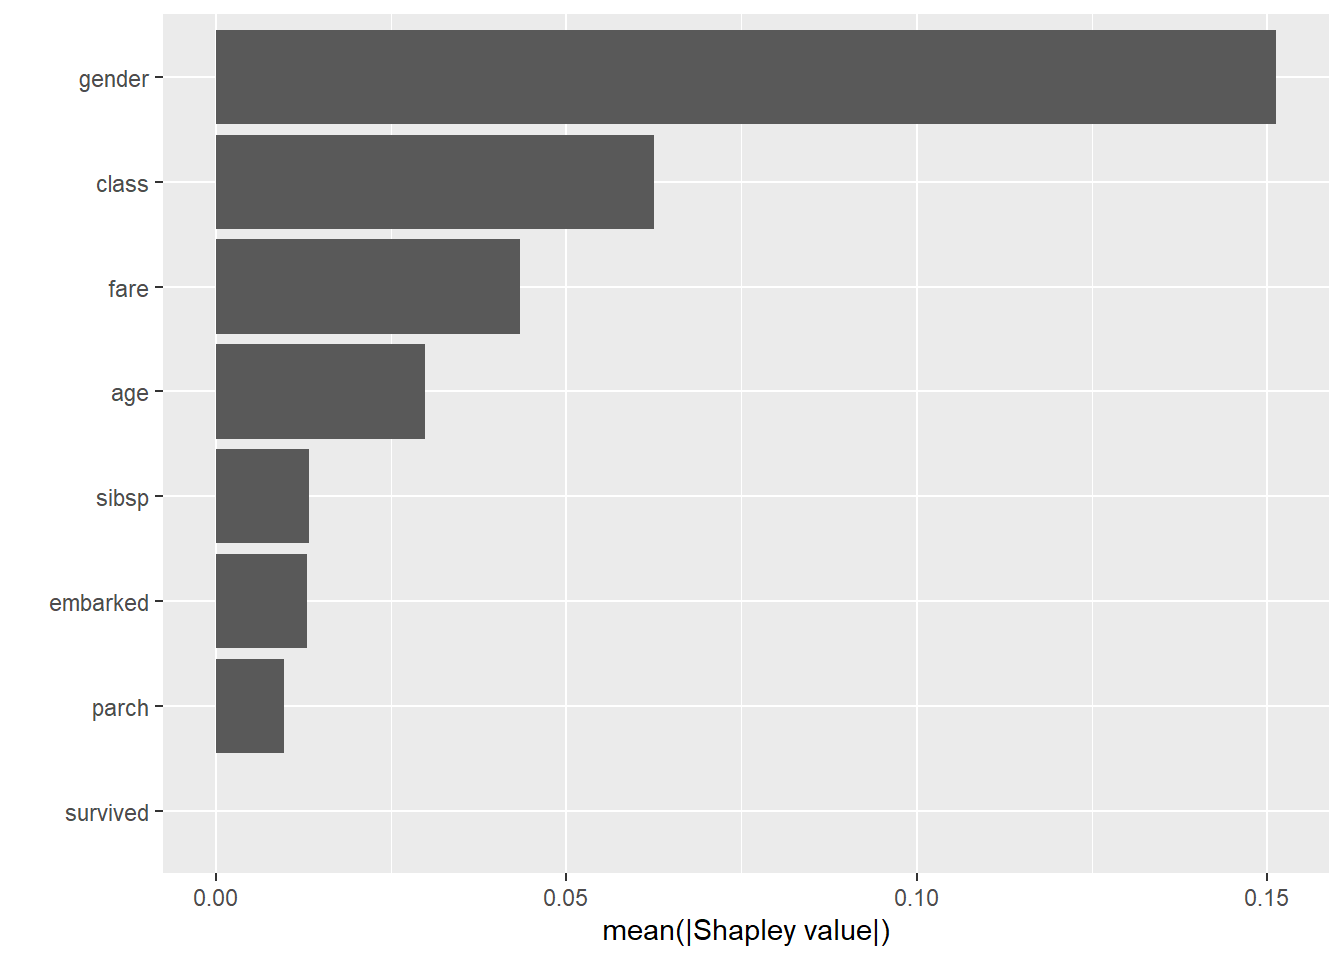 gender
class
fare
age
sibsp
embarked
parch
survived
0.00 0.05 0.10 0.15
mean(|Shapley value|)